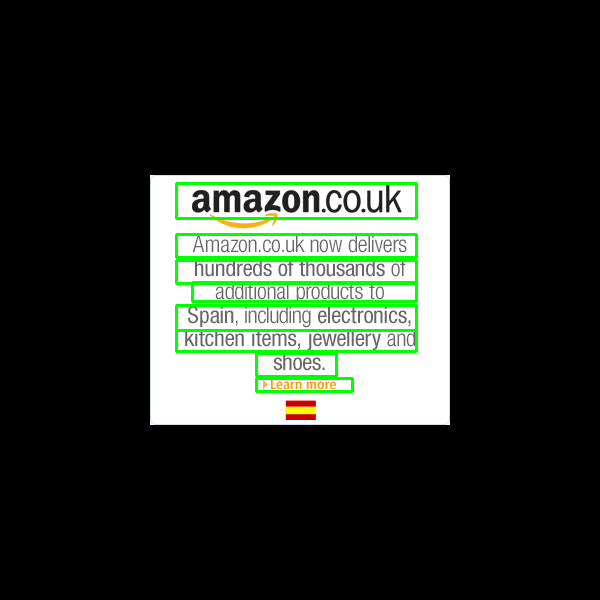 amazon.co.uk
Amazon.co.uk now delivers
hundreds of thousands of
additional products to
Spain, including electronics,
kitchen items, jewellery and
shoes.
Learn more